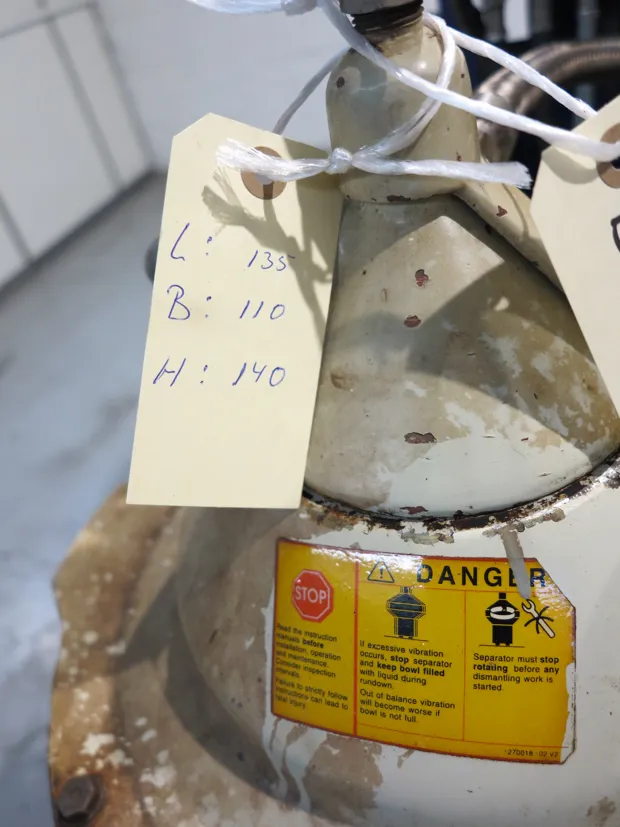 L: 135
B: 110
H: 140
DANGER
STOP
Read the instruction
manuals before
installation, operation
and maintenance.
Consider inspection
intervals.
Failure to strictly follow
instructions can lead to
fatal injury.
If excessive vibration
occurs, stop separator
and keep bowl filled
with liquid during
rundown.
Out of balance vibration
will become worse if
bowl is not full.
Separator must stop
rotating before any
dismantling work is
started.